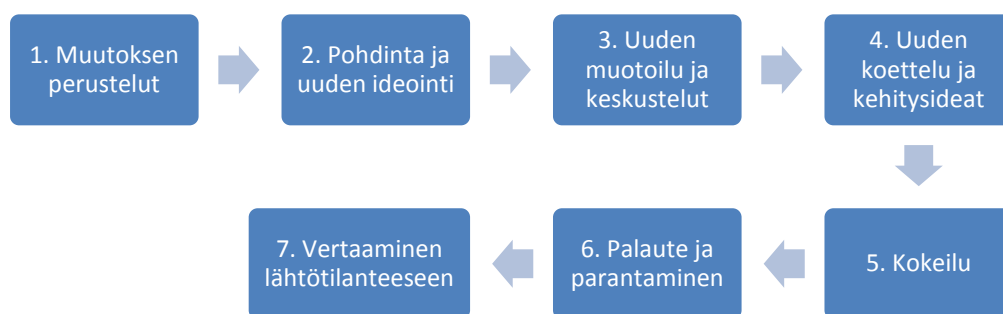 1. Muutoksen
perustelut
2. Pohdinta ja
uuden ideointi
3. Uuden
muotoilu ja
keskustelut
4. Uuden
koettelu ja
kehitysideat
5. Kokeilu
6. Palaute ja
parantaminen
7. Vertaaminen
lähtötilanteeseen